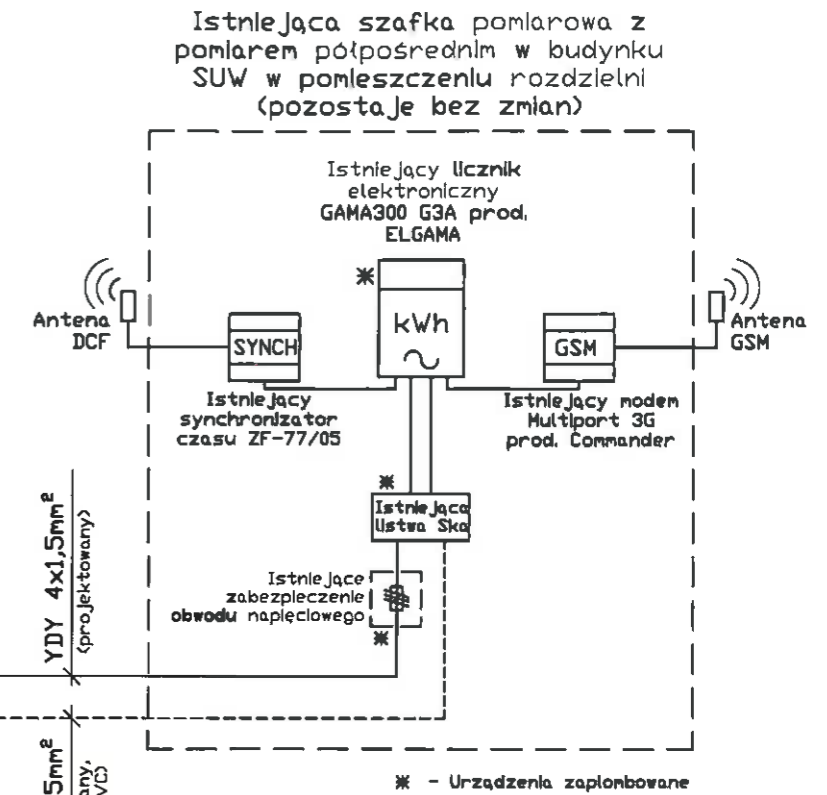 Istniejąca szafka pomiarowa z
pomiarem półpośrednim w budynku
SUW w pomieszczeniu rozdzielni
(pozostaje bez zmian)
Istniejący licznik
elektroniczny
GAMA300 G3A prod.
ELGAMA
Antena
DCF
SYNCH
kWh
GSM
Antena
GSM
Istniejący
synchronizator
czasu ZF-77/05
Istniejący modem
Multiport 3G
prod. Commander
Istniejąca
Listwa Ska
Istniejące
zabezpieczenie
obwodu napięciowego
YDY 4x1,5mm²
(projektowany)
5mm²
any,
VC)
* - Urządzenia zaplombowane